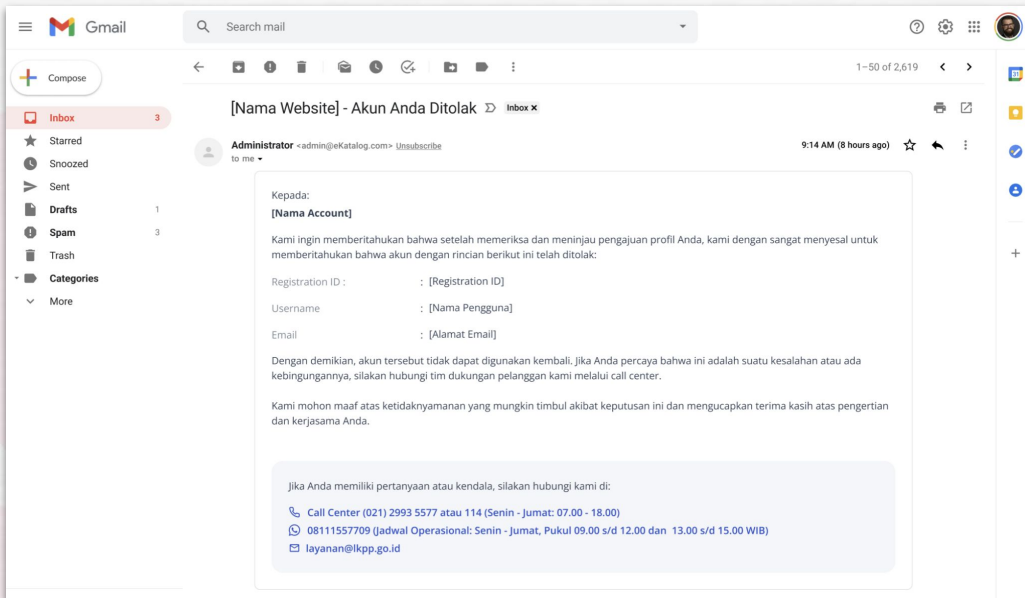 Gmail
Search mail
Compose
1–50 of 2,619
Inbox 3
Starred
Snoozed
Sent
Drafts 1
Spam 3
Trash
Categories
More
[Nama Website] - Akun Anda Ditolak Inbox x
Administrator <admin@eKatalog.com> Unsubscribe
9:14 AM (8 hours ago)
to me
Kepada:
[Nama Account]
Kami ingin memberitahukan bahwa setelah memeriksa dan meninjau pengajuan profil Anda, kami dengan sangat menyesal untuk
memberitahukan bahwa akun dengan rincian berikut ini telah ditolak:
Registration ID : : [Registration ID]
Username : [Nama Pengguna]
Email : [Alamat Email]
Dengan demikian, akun tersebut tidak dapat digunakan kembali. Jika Anda percaya bahwa ini adalah suatu kesalahan atau ada
kebingungannya, silakan hubungi tim dukungan pelanggan kami melalui call center.
Kami mohon maaf atas ketidaknyamanan yang mungkin timbul akibat keputusan ini dan mengucapkan terima kasih atas pengertian
dan kerjasama Anda.
Jika Anda memiliki pertanyaan atau kendala, silakan hubungi kami di:
Call Center (021) 2993 5577 atau 114 (Senin - Jumat: 07.00 - 18.00)
08111557709 (Jadwal Operasional: Senin - Jumat, Pukul 09.00 s/d 12.00 dan 13.00 s/d 15.00 WIB)
layanan@lkpp.go.id